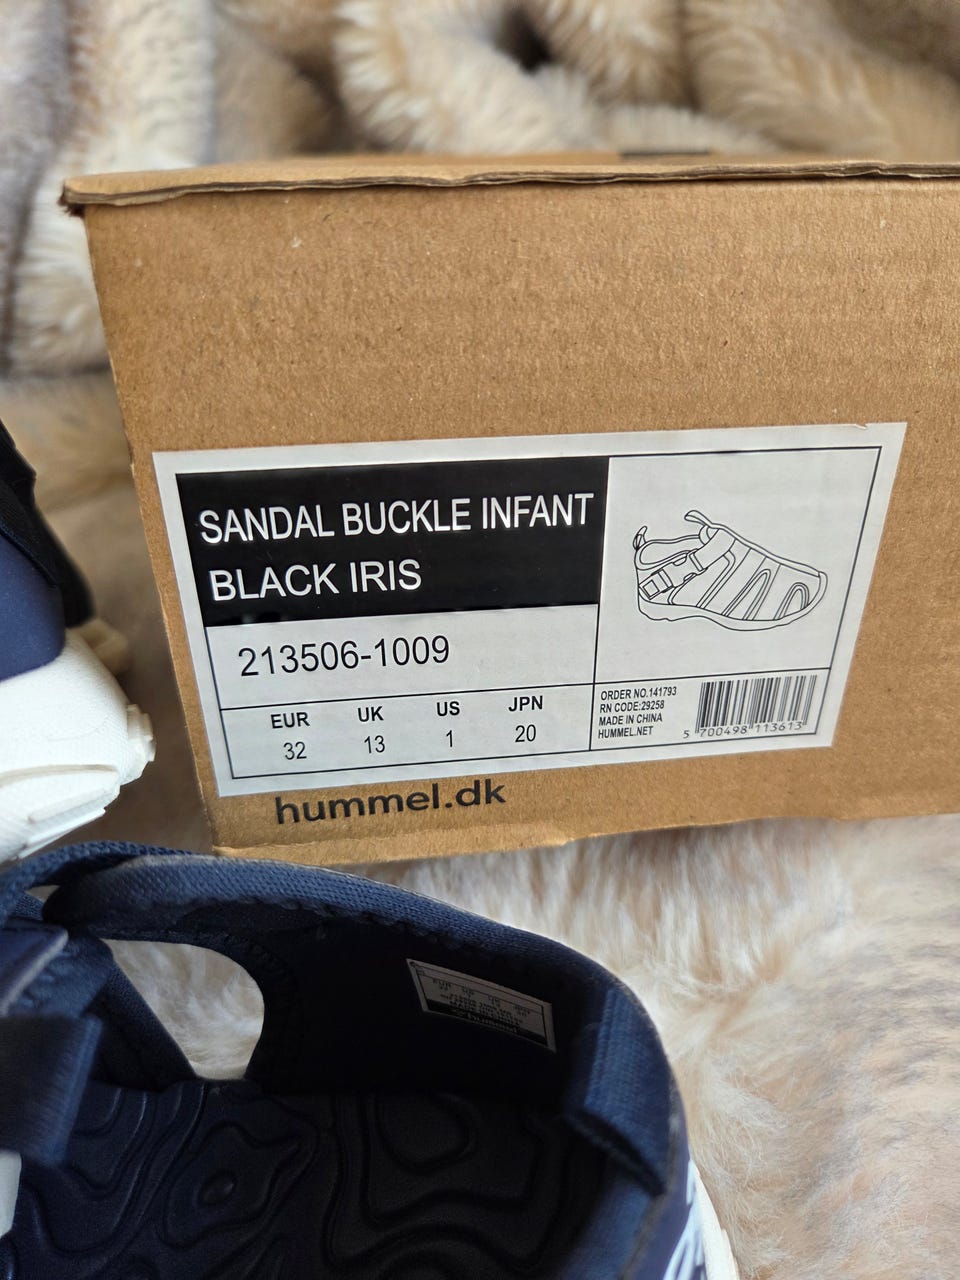 SANDAL BUCKLE INFANT
BLACK IRIS
213506-1009
EUR UK US JPN
32 13 1 20
ORDER NO.141793
RN CODE:29258
MADE IN CHINA
HUMMEL.NET
5 700498 113613
hummel.dk
hummel